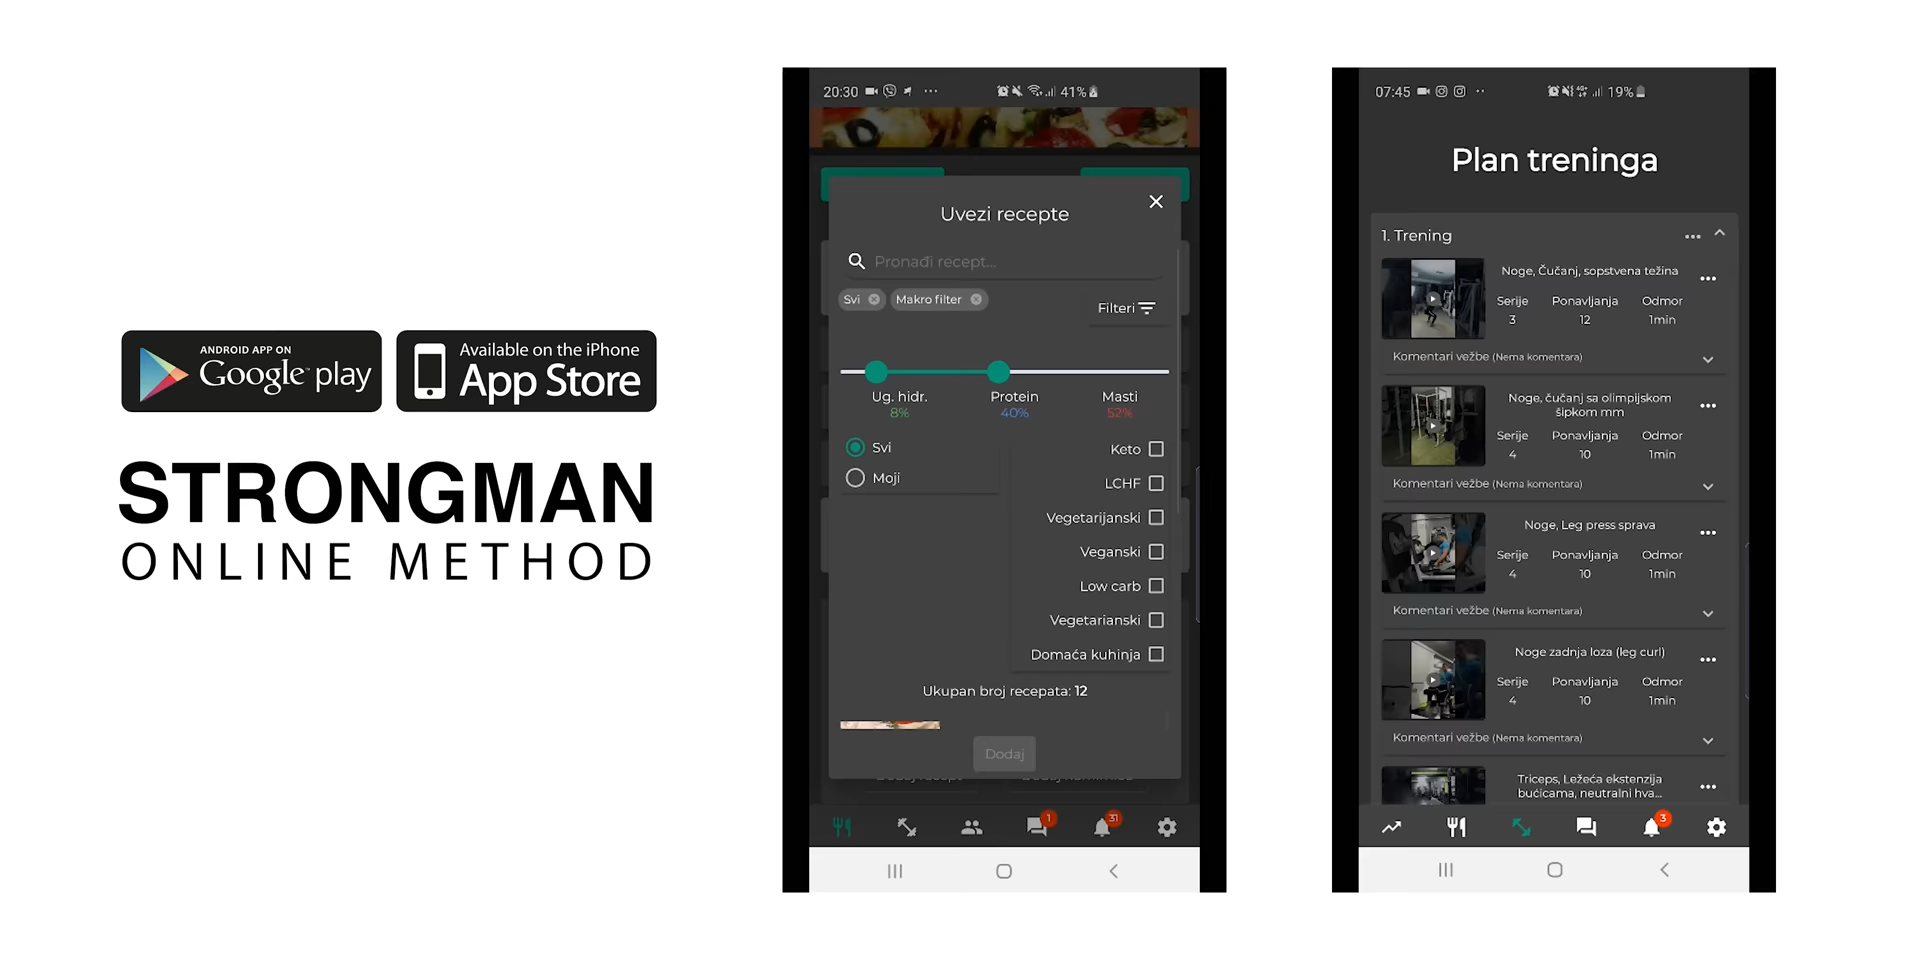 ANDROID APP ON
Google play
Available on the iPhone
App Store
STRONGMAN
ONLINE METHOD
20:30
41%
Uvezi recepte
Pronađi recept...
Svi
Makro filter
Filteri
Ug. hidr. Protein Masti
8% 40% 52%
Svi
Moji
Keto
LCHF
Vegetarijanski
Veganski
Low carb
Vegetarianski
Domaća kuhinja
Ukupan broj recepata: 12
Dodaj
1
31
07:45
4G+
19%
Plan treninga
1. Trening
Noge, Čučanj, sopstvena težina
Serije Ponavljanja Odmor
3 12 1min
Komentari vežbe (Nema komentara)
Noge, čučanj sa olimpijskom
šipkom mm
Serije Ponavljanja Odmor
4 10 1min
Komentari vežbe (Nema komentara)
Noge, Leg press sprava
Serije Ponavljanja Odmor
4 10 1min
Komentari vežbe (Nema komentara)
Noge zadnja loza (leg curl)
Serije Ponavljanja Odmor
4 10 1min
Komentari vežbe (Nema komentara)
Triceps, Ležeća ekstenzija
bućicama, neutralni hva...
3